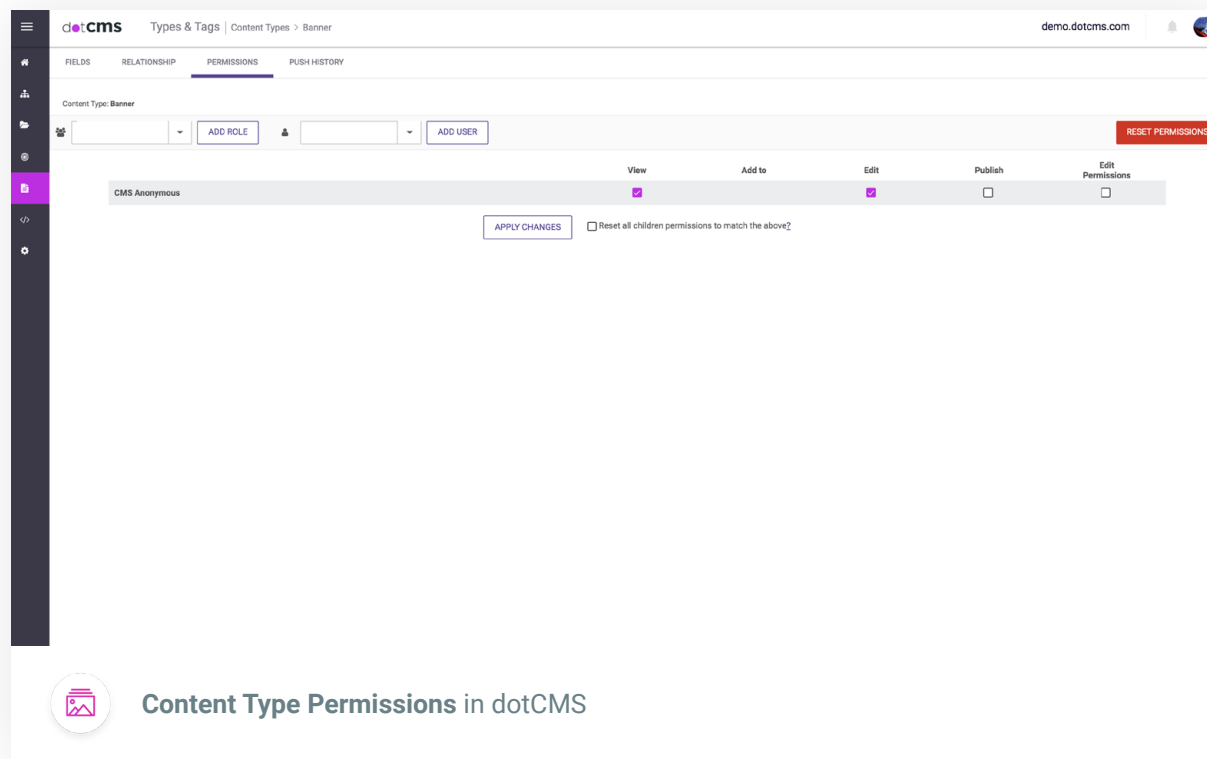 dotcms Types & Tags | Content Types > Banner demo.dotcms.com
FIELDS RELATIONSHIP PERMISSIONS PUSH HISTORY
Content Type: Banner
ADD ROLE ADD USER RESET PERMISSIONS
View Add to Edit Publish Edit
Permissions
CMS Anonymous
APPLY CHANGES Reset all children permissions to match the above?
Content Type Permissions in dotCMS